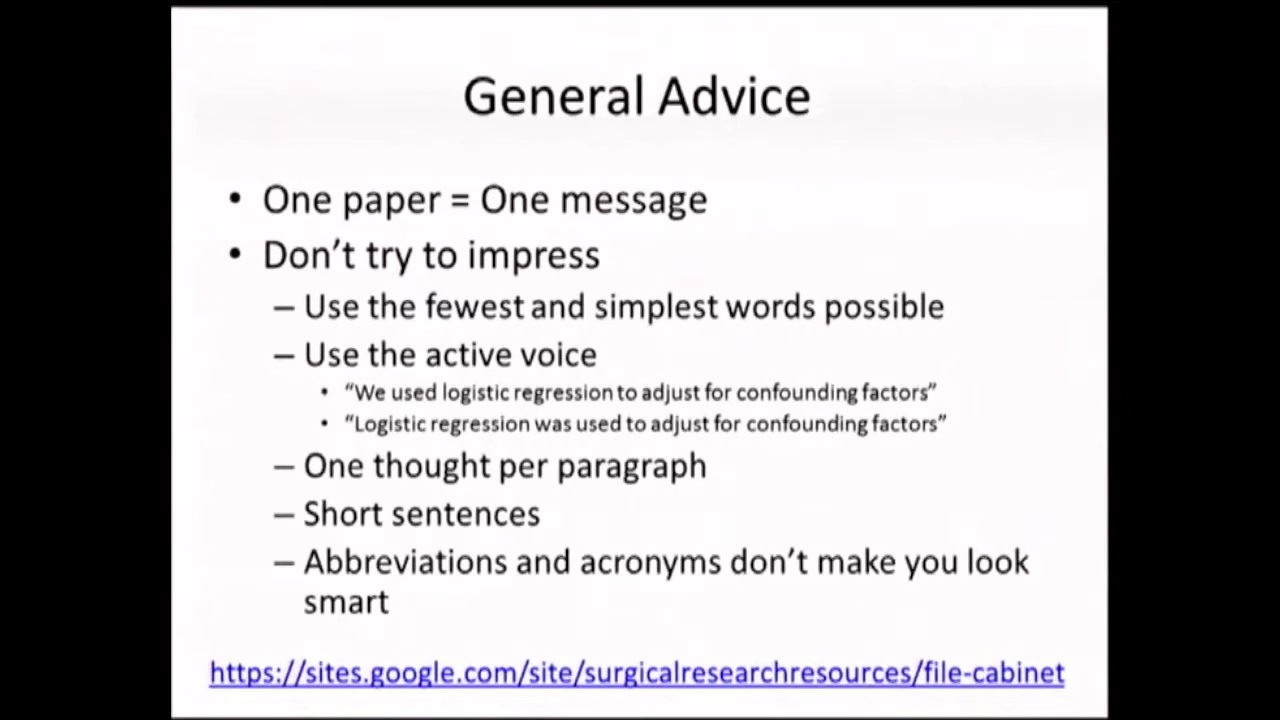 General Advice
• One paper = One message
• Don’t try to impress
– Use the fewest and simplest words possible
– Use the active voice
• “We used logistic regression to adjust for confounding factors”
• “Logistic regression was used to adjust for confounding factors”
– One thought per paragraph
– Short sentences
– Abbreviations and acronyms don’t make you look
smart
https://sites.google.com/site/surgicalresearchresources/file-cabinet